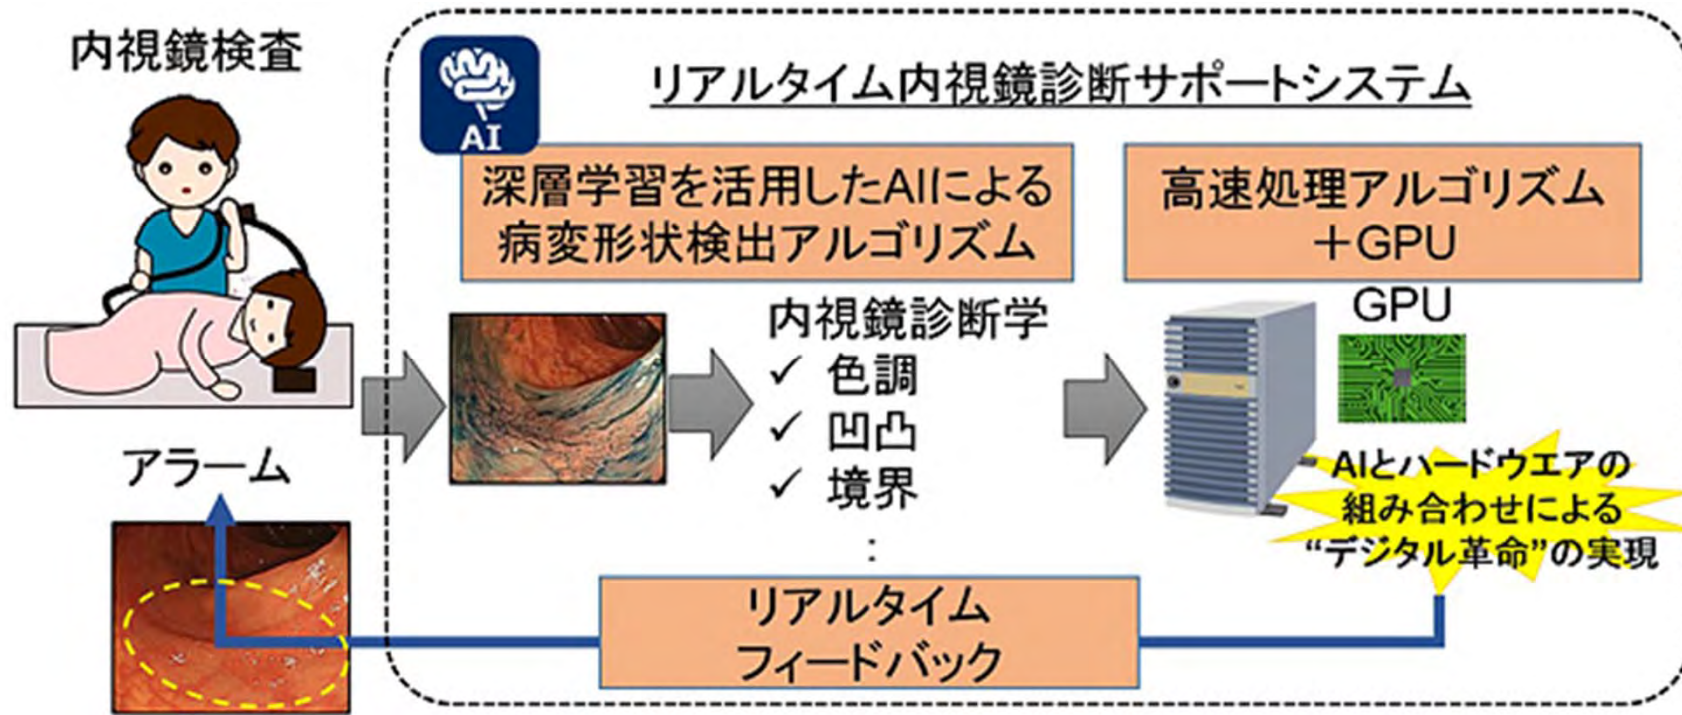 内視鏡検査
AI
リアルタイム内視鏡診断サポートシステム
深層学習を活用したAIによる
病変形状検出アルゴリズム
高速処理アルゴリズム
＋GPU
内視鏡診断学
✓ 色調
✓ 凹凸
✓ 境界
:
GPU
AIとハードウエアの
組み合わせによる
“デジタル革命”の実現
アラーム
リアルタイム
フィードバック